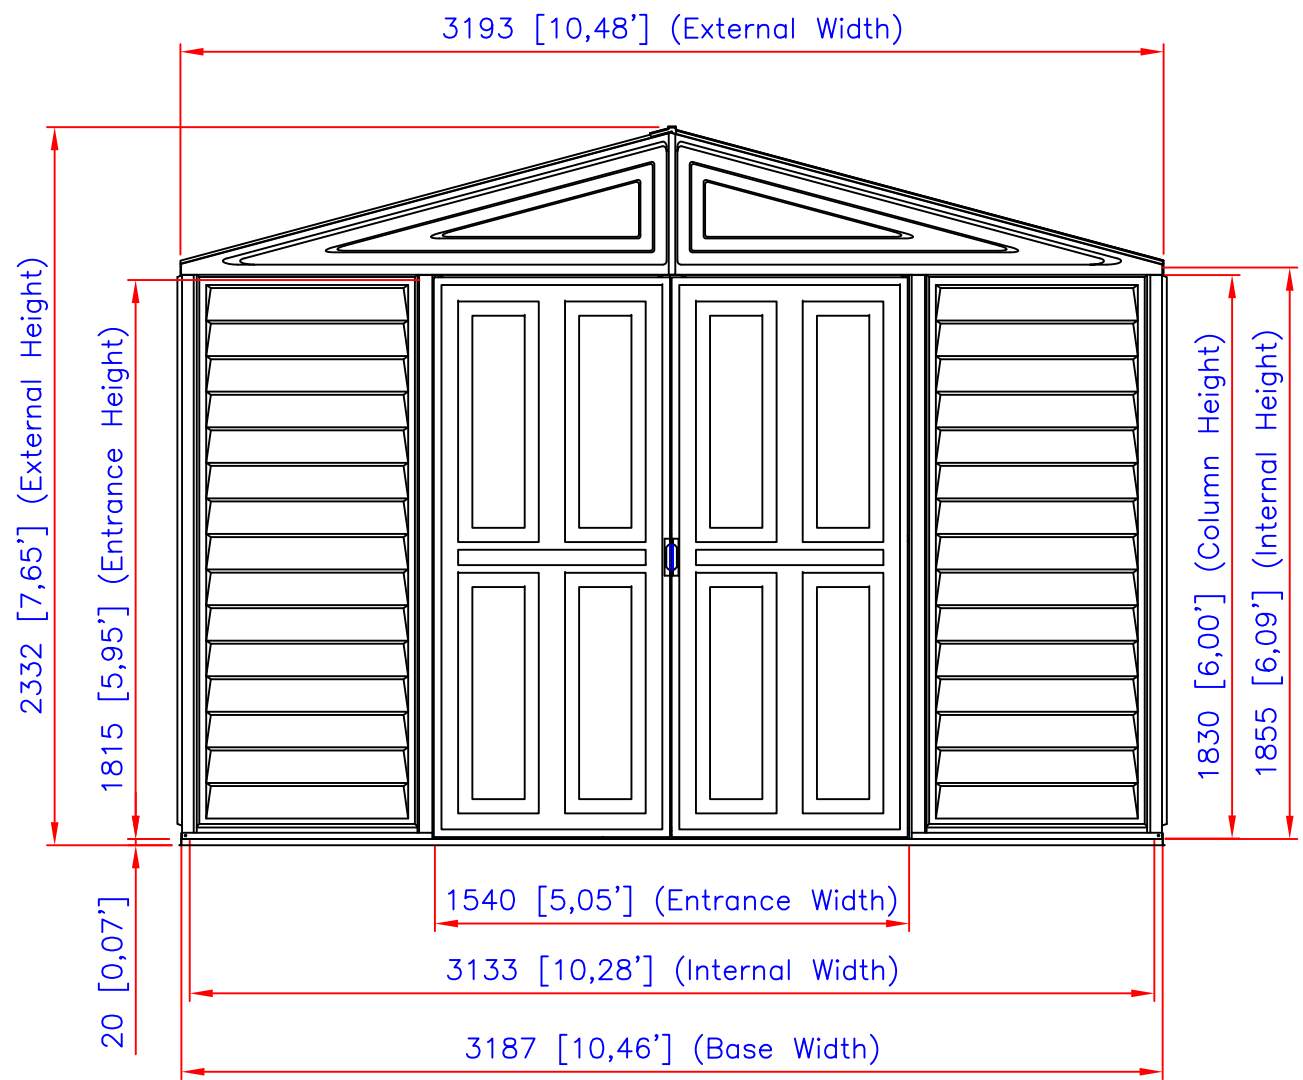 3193 [10,48'] (External Width)
2332 [7,65'] (External Height)
1815 [5,95'] (Entrance Height)
1830 [6,00'] (Column Height)
1855 [6,09'] (Internal Height)
20 [0,07']
1540 [5,05'] (Entrance Width)
3133 [10,28'] (Internal Width)
3187 [10,46'] (Base Width)